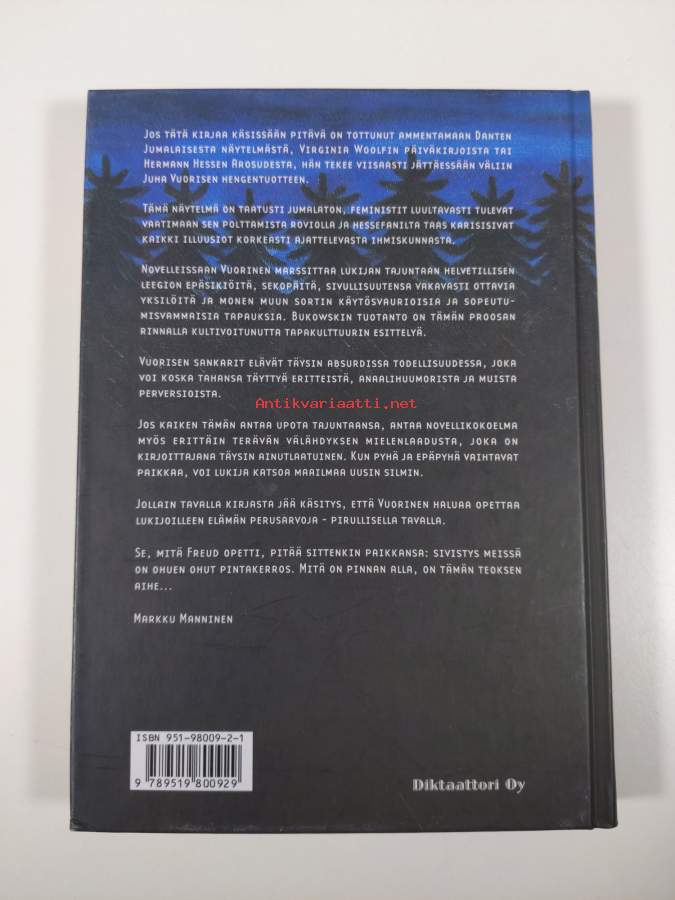 Jos tätä kirjaa käsissään pitävä on tottunut ammentamaan Danten
Jumalaisesta näytelmästä, Virginia Woolfin päiväkirjoista tai
Hermann Hessen Arosudesta, hän tekee viisaasti jättäessään väliin
Juha Vuorisen hengentuotteen.
Tämä näytelmä on taatusti jumalaton, feministit luultavasti tulevat
vaatimaan sen polttamista roviolla ja hessefanilta taas karisisivat
kaikki illuusiot korkeasti ajattelevasta ihmiskunnasta.
Novelleissaan Vuorinen marssittaa lukijan tajuntaan helvetillisen
leegion epäsikiöitä, sekopäitä, sivullisuutensa vakavasti ottavia
yksilöitä ja monen muun sortin käytösvaurioisia ja sopeutu-
misvammaisia tapauksia. Bukowskin tuotanto on tämän proosan
rinnalla kultivoitunutta tapakulttuurin esittelyä.
Vuorisen sankarit elävät täysin absurdissa todellisuudessa, joka
voi koska tahansa täyttyä eritteistä, anaalihuumorista ja muista
perversioista.
Antikvariaatti.net
Jos kaiken tämän antaa upota tajuntaansa, antaa novellikokoelma
myös erittäin terävän välähdyksen mielenlaadusta, joka on
kirjoittajana täysin ainutlaatuinen. Kun pyhä ja epäpyhä vaihtavat
paikkaa, voi lukija katsoa maailmaa uusin silmin.
Jollain tavalla kirjasta jää käsitys, että Vuorinen haluaa opettaa
lukijoilleen elämän perusarvoja - pirullisella tavalla.
Se, mitä Freud opetti, pitää sittenkin paikkansa: sivistys meissä
on ohuen ohut pintakerros. Mitä on pinnan alla, on tämän teoksen
aihe...
Markku Manninen
ISBN 951-98009-2-1
9 789519 800929
Diktaattori Oy